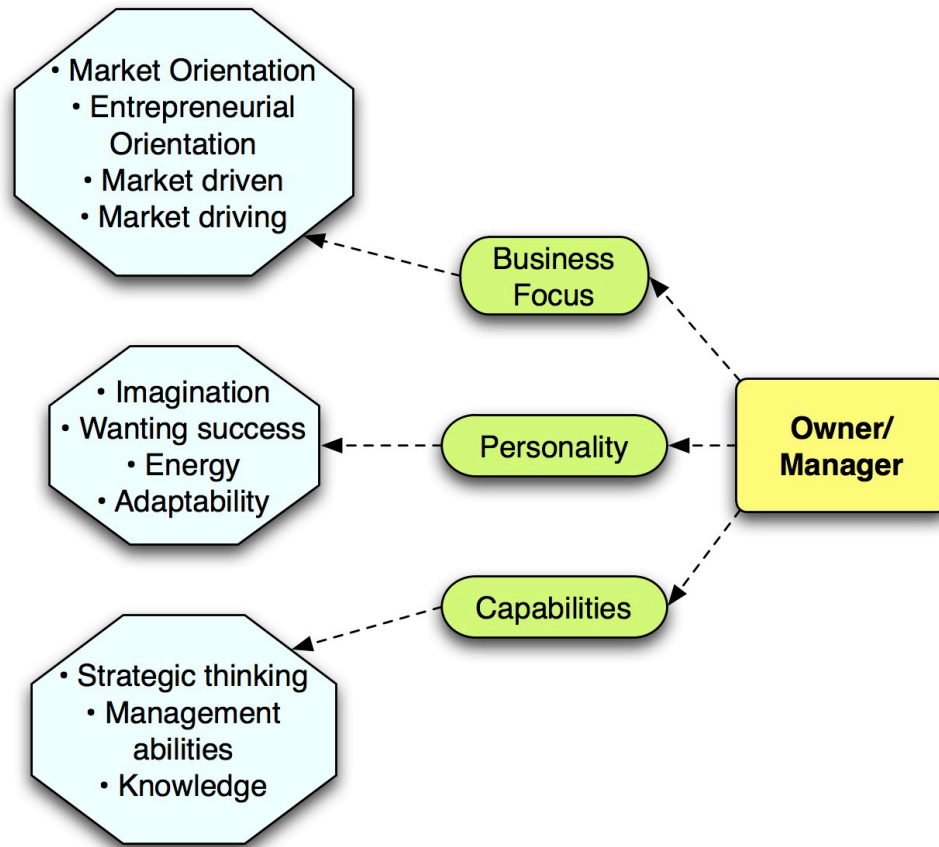 • Market Orientation
• Entrepreneurial
Orientation
• Market driven
• Market driving
Business
Focus
• Imagination
• Wanting success
• Energy
• Adaptability
Personality
Owner/
Manager
Capabilities
• Strategic thinking
• Management
abilities
• Knowledge